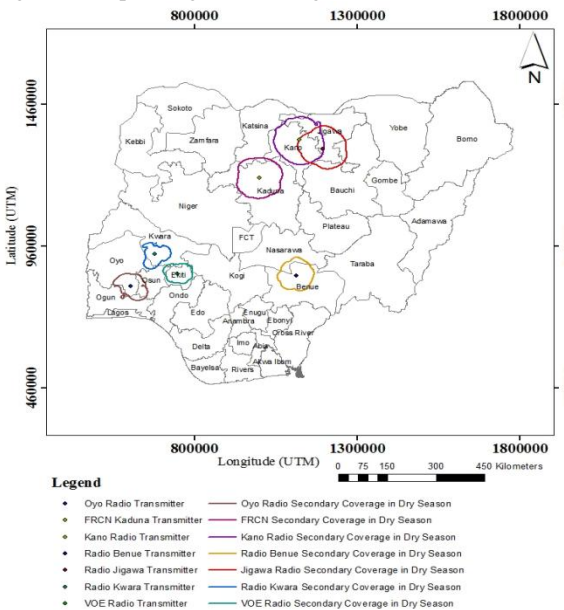 800000 1300000 1800000
N
1460000
960000
460000
Latitude (UTM)
Sokoto
Katsina
Jigawa
Yobe
Borno
Kebbi
Zamfara
Kano
Kaduna
Bauchi
Gombe
Niger
Adamawa
Plateau
Kwara
FCT
Nasarawa
Oyo
Taraba
Osun
Ekiti
Kogi
Benue
Ogun
Ondo
Lagos
Edo
Enugu
Anambra
Ebonyi
Cross River
Delta
Imo
Abia
Akwa Ibom
Bayelsa
Rivers
800000 1300000 1800000
Longitude (UTM)
0 75 150 300 450 Kilometers
Legend
Oyo Radio Transmitter Oyo Radio Secondary Coverage in Dry Season
FRCN Kaduna Transmitter FRCN Secondary Coverage in Dry Season
Kano Radio Transmitter Kano Radio Secondary Coverage in Dry Season
Radio Benue Transmitter Radio Benue Secondary Coverage in Dry Season
Radio Jigawa Transmitter Jigawa Radio Secondary Coverage in Dry Season
Radio Kwara Transmitter Radio Kwara Secondary Coverage in Dry Season
VOE Radio Transmitter VOE Radio Secondary Coverage in Dry Season